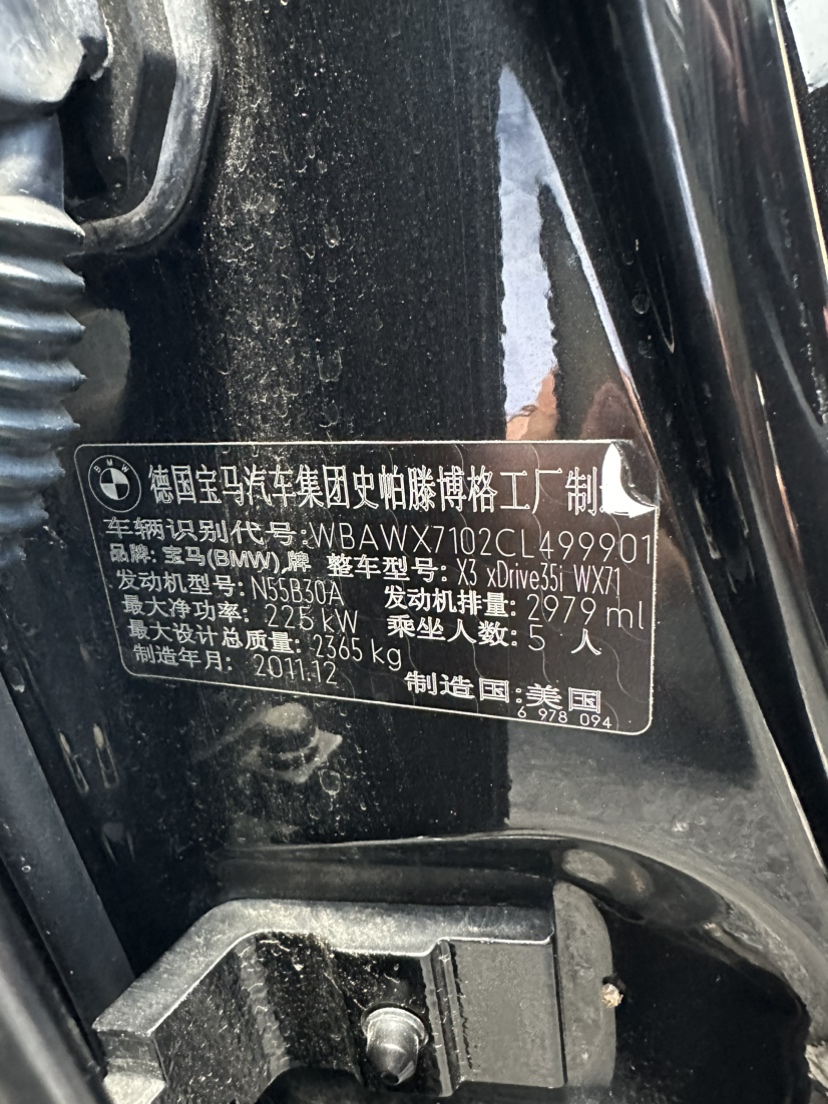 BMW
德国宝马汽车集团史帕滕博格工厂制
车辆识别代号:WBAWX7102CL499901
品牌: 宝马(BMW)牌 整车型号: X3 xDrive35i WX71
发动机型号: N55B30A 发动机排量: 2979 ml
最大净功率: 225 kW 乘坐人数: 5 人
最大设计总质量: 2365 kg
制造年月: 2011.12 制造国: 美国
6 978 094